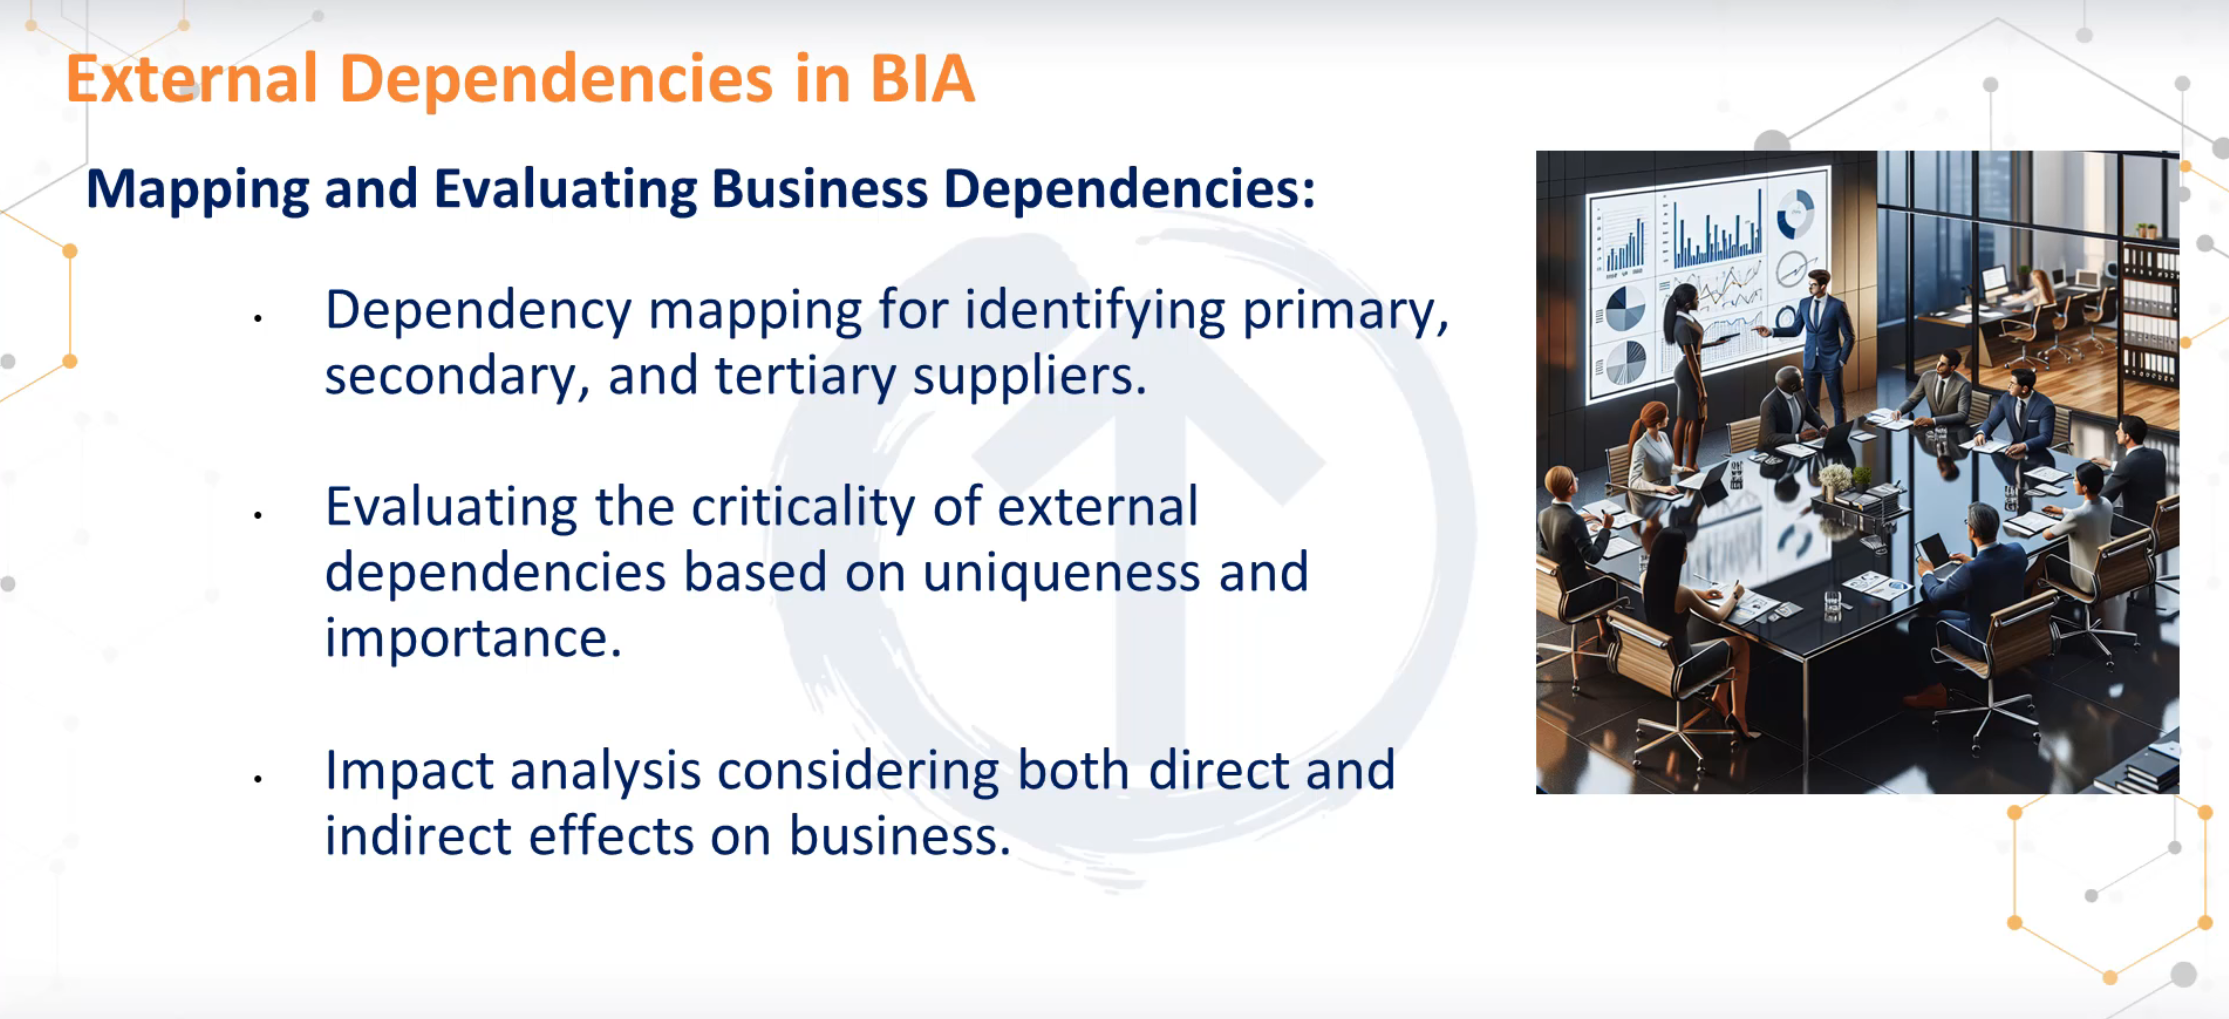 External Dependencies in BIA
Mapping and Evaluating Business Dependencies:
· Dependency mapping for identifying primary,
secondary, and tertiary suppliers.
· Evaluating the criticality of external
dependencies based on uniqueness and
importance.
· Impact analysis considering both direct and
indirect effects on business.